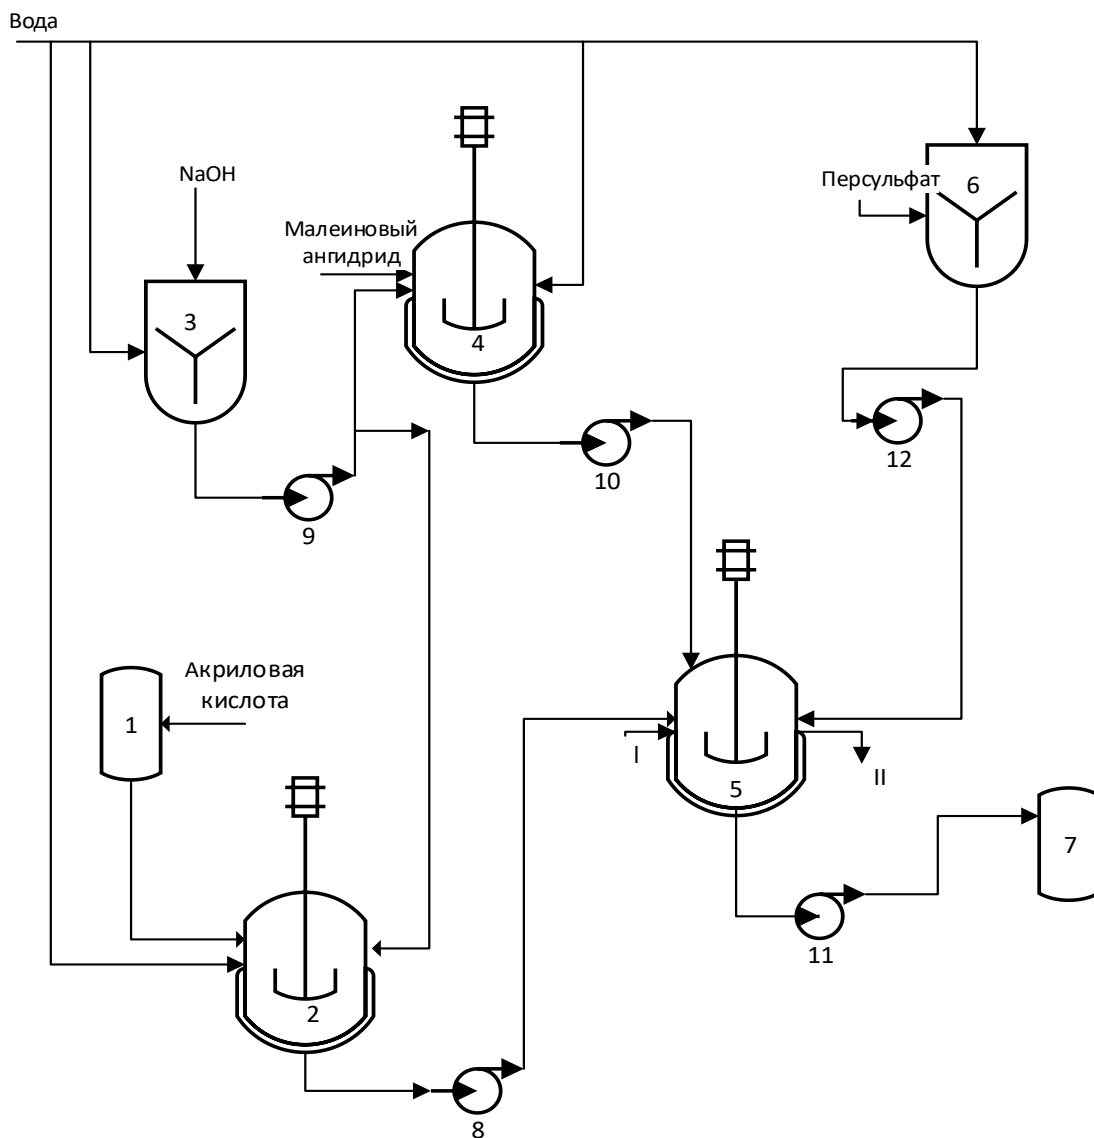 Вода
NaOH
Персульфат
6
Малеиновый
ангидрид
3
4
12
10
9
Акриловая
кислота
1
I
II
5
7
11
2
8